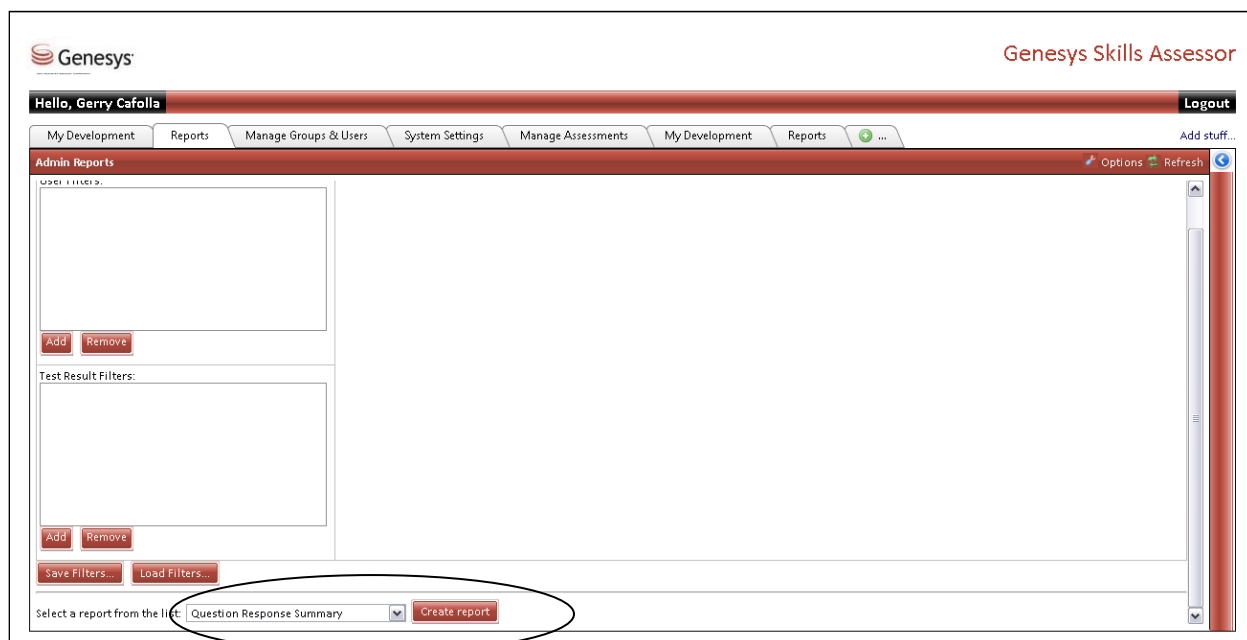 Genesys
Genesys Skills Assessor
Hello, Gerry Cafolla
Logout
My Development Reports Manage Groups & Users System Settings Manage Assessments My Development Reports ... Add stuff...
Admin Reports
Options Refresh
User Filters:
Add Remove
Test Result Filters:
Add Remove
Save Filters... Load Filters...
Select a report from the list: Question Response Summary Create report